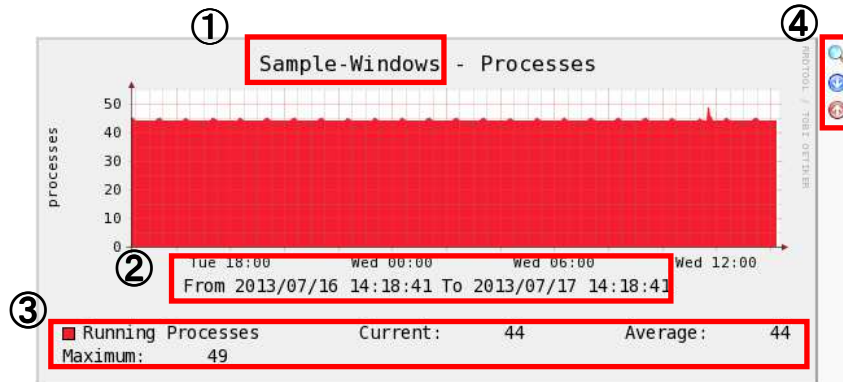 ①
④
Sample-Windows - Processes
RRDTOOL / TOBI OETIKER
processes
50
40
30
20
10
0
②
Tue 18:00 Wed 00:00 Wed 06:00 Wed 12:00
From 2013/07/16 14:18:41 To 2013/07/17 14:18:41
③
Running Processes Current: 44 Average: 44
Maximum: 49